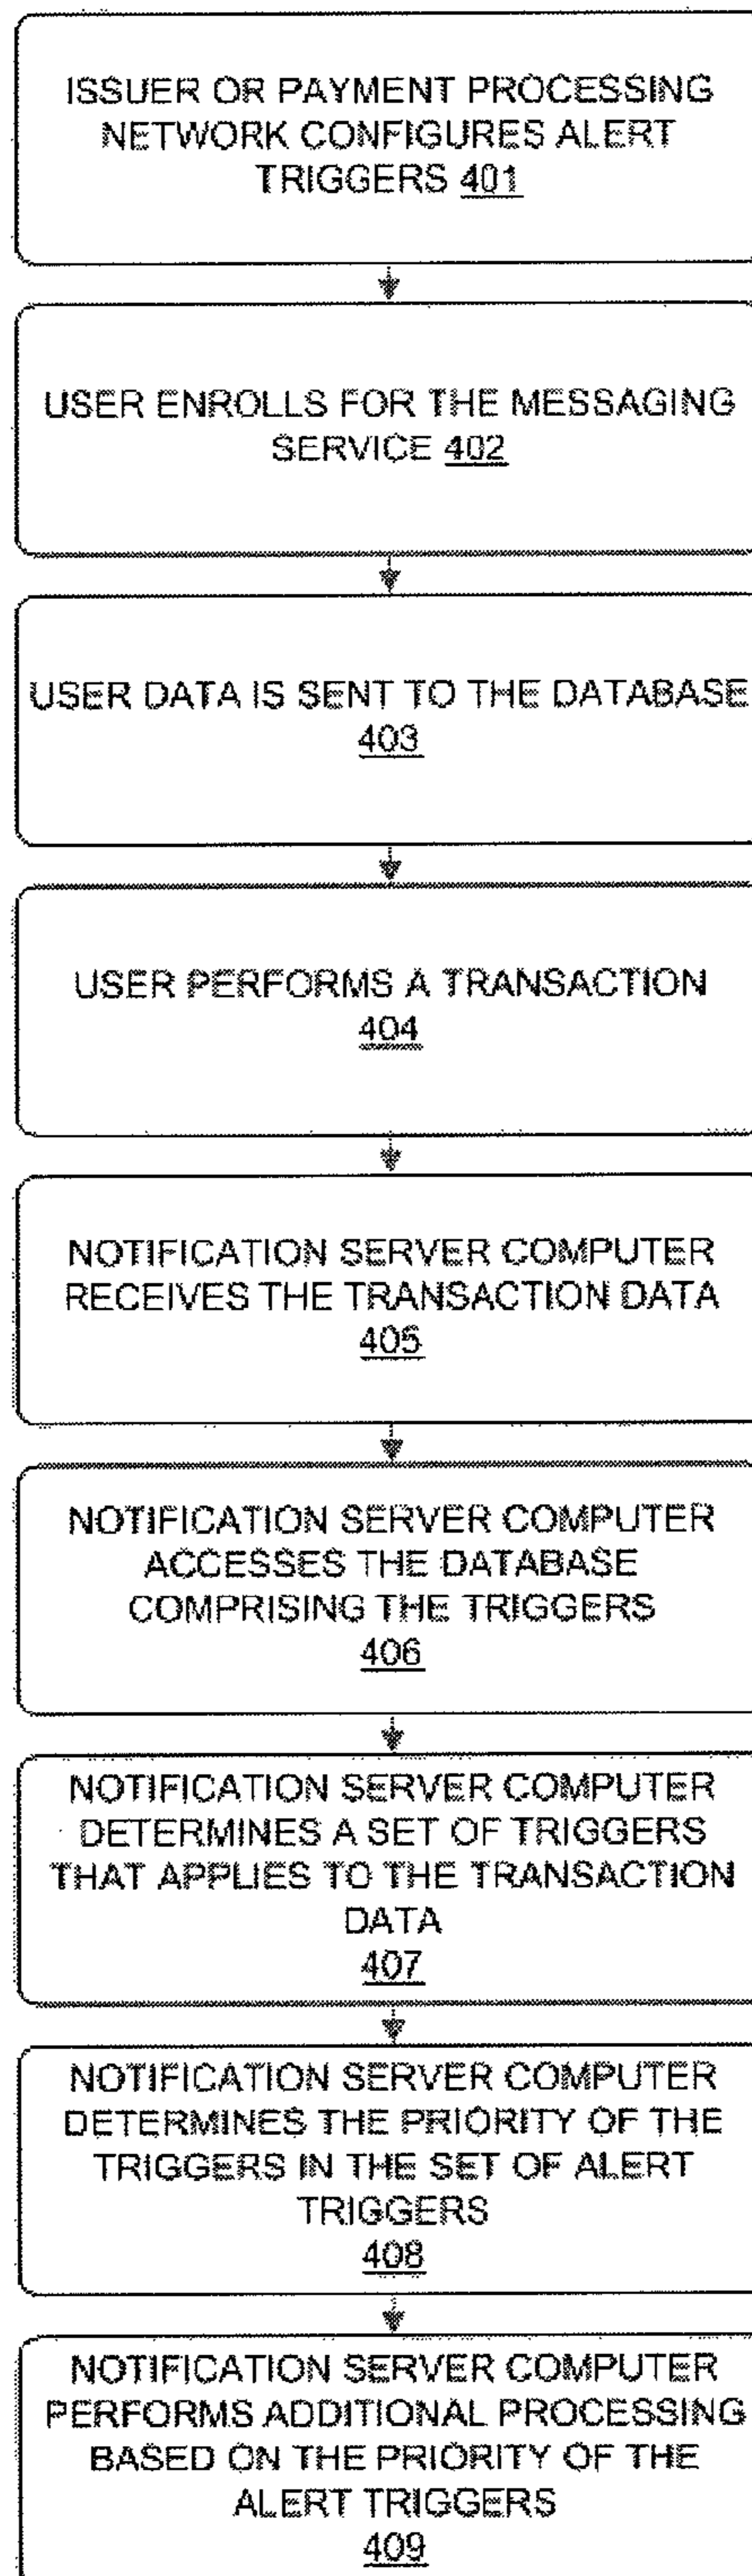 ISSUER OR PAYMENT PROCESSING
NETWORK CONFIGURES ALERT
TRIGGERS 401
USER ENROLLS FOR THE MESSAGING
SERVICE 402
USER DATA IS SENT TO THE DATABASE
403
USER PERFORMS A TRANSACTION
404
NOTIFICATION SERVER COMPUTER
RECEIVES THE TRANSACTION DATA
405
NOTIFICATION SERVER COMPUTER
ACCESSES THE DATABASE
COMPRISING THE TRIGGERS
406
NOTIFICATION SERVER COMPUTER
DETERMINES A SET OF TRIGGERS
THAT APPLIES TO THE TRANSACTION
DATA
407
NOTIFICATION SERVER COMPUTER
DETERMINES THE PRIORITY OF THE
TRIGGERS IN THE SET OF ALERT
TRIGGERS
408
NOTIFICATION SERVER COMPUTER
PERFORMS ADDITIONAL PROCESSING
BASED ON THE PRIORITY OF THE
ALERT TRIGGERS
409